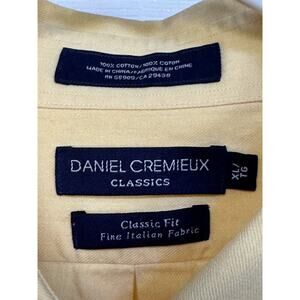 100% COTTON/100% COTON
MADE IN CHINA/FABRIQUÉ EN CHINE
RN 58909/CA 29438
DANIEL CREMIEUX
CLASSICS
XL/
TG
Classic Fit
Fine Italian Fabric